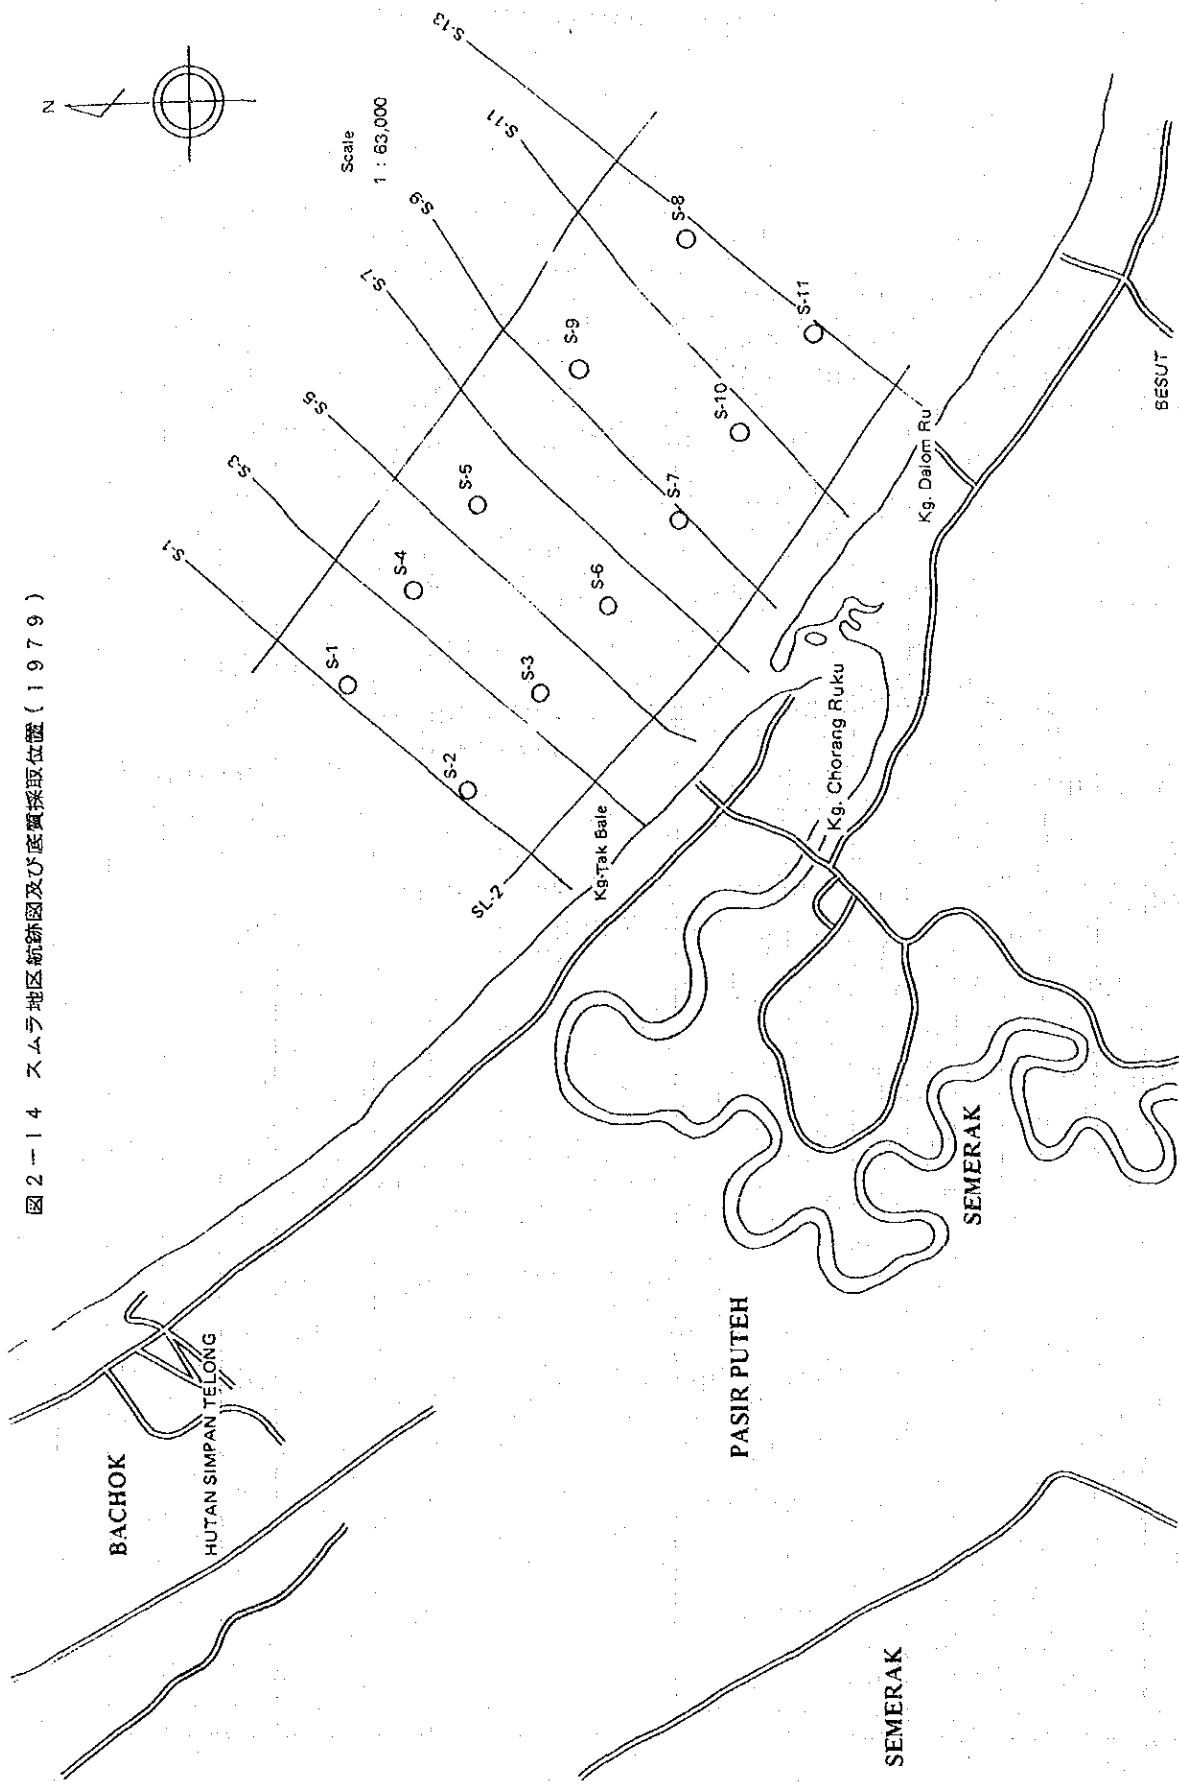 図2-14 スムラ地区航跡図及び底質採取位置(1979)
N
Scale
1 : 63,000
S-1
S-3
S-5
S-7
S-9
S-11
S-13
SL-2
S-1
S-2
S-3
S-4
S-5
S-6
S-7
S-8
S-9
S-10
S-11
Kg-Tak Bale
Kg. Chorang Ruku
Kg. Dalom Ru
BESUT
BACHOK
HUTAN SIMPAN TELONG
PASIR PUTEH
SEMERAK
SEMERAK